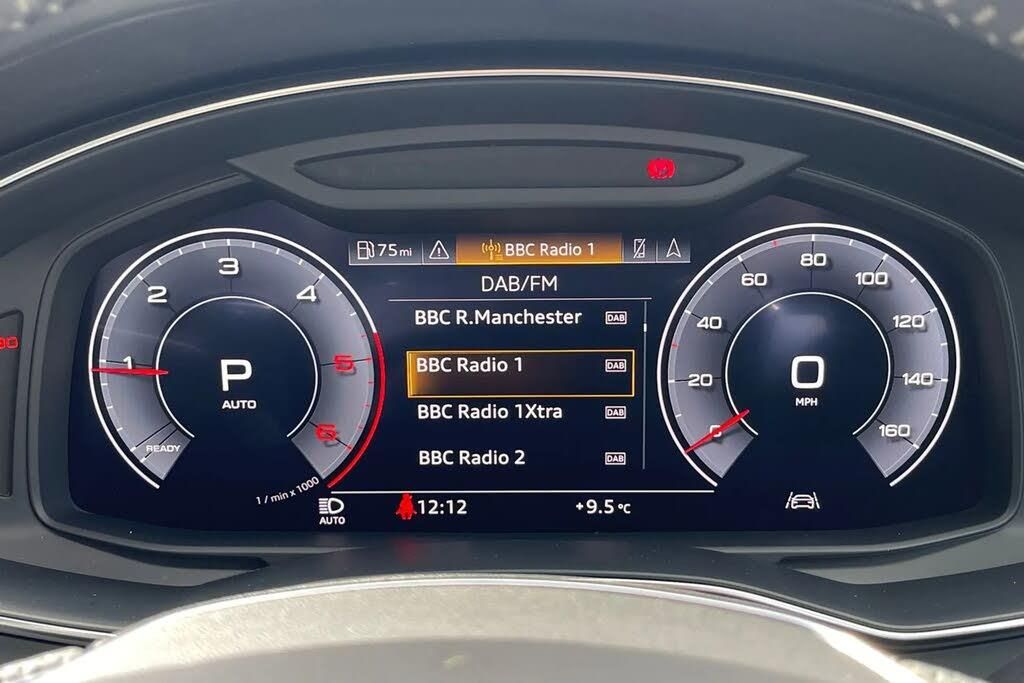 75mi
BBC Radio 1
DAB/FM
BBC R.Manchester DAB
BBC Radio 1 DAB
BBC Radio 1Xtra DAB
BBC Radio 2 DAB
12:12 +9.5 °C
1 2 3 4 5 6
P
AUTO
READY
1 / min x 1000
AUTO
0 20 40 60 80 100 120 140 160
0
MPH